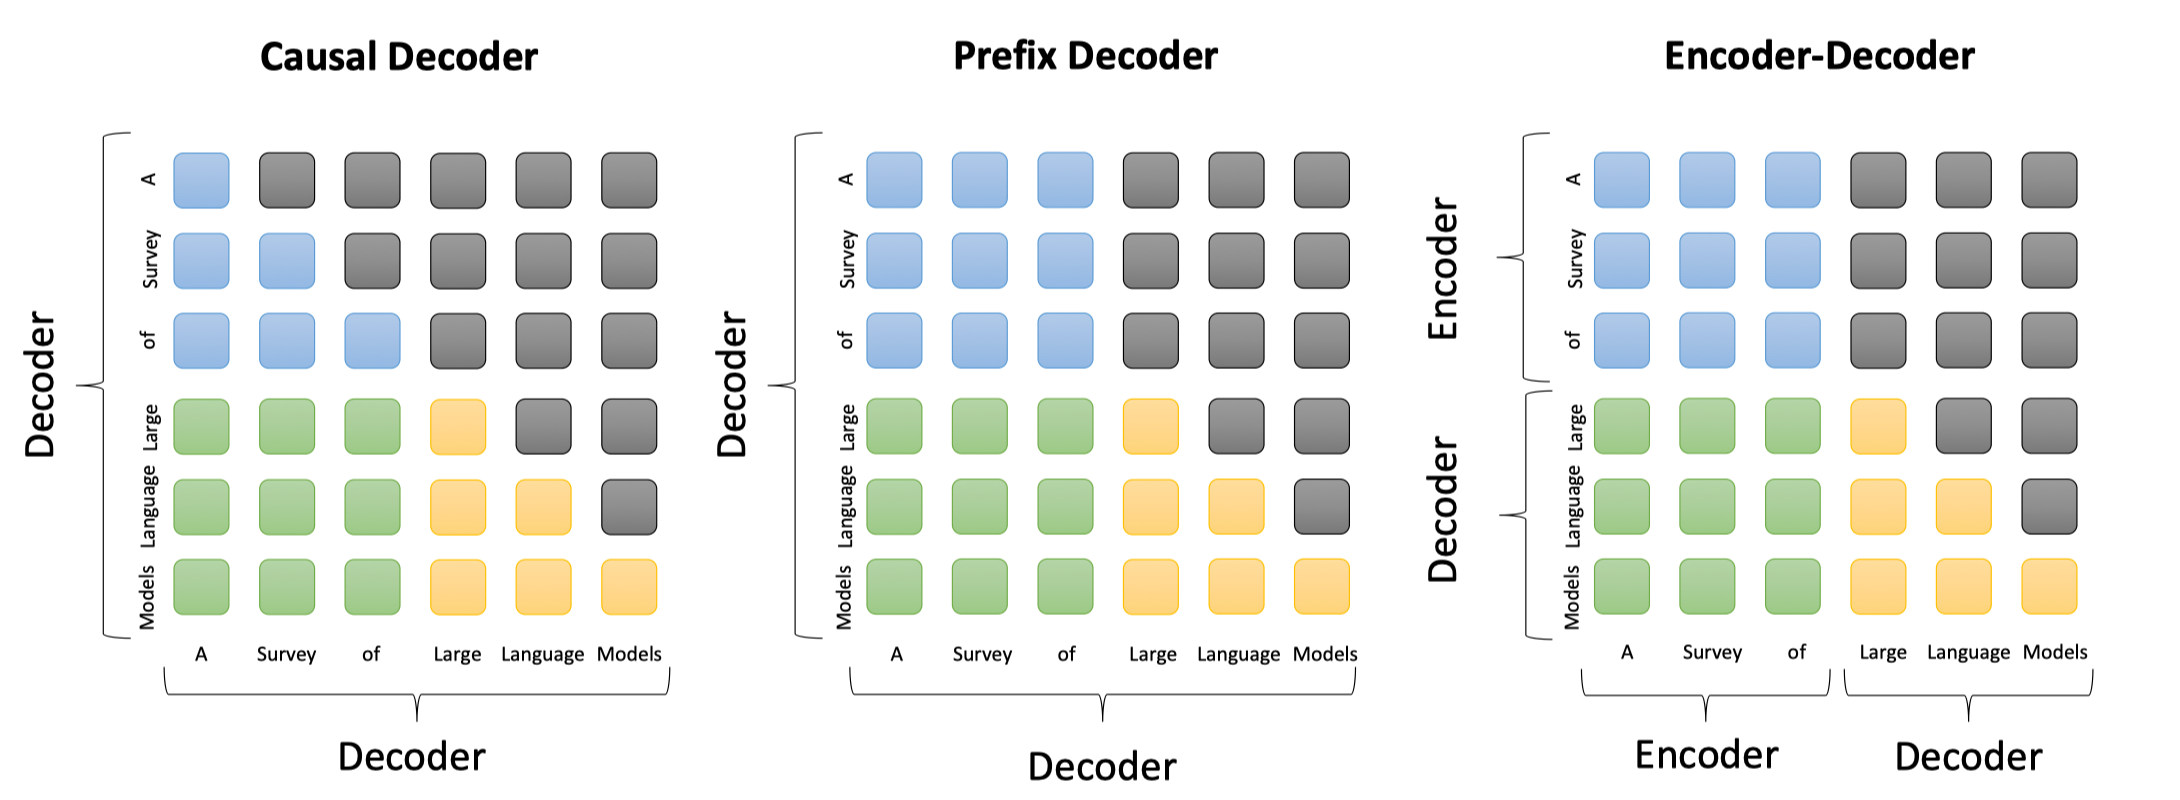 Causal Decoder
Decoder
A
Survey
of
Large
Language
Models
A Survey of Large Language Models
Decoder
Prefix Decoder
Decoder
A
Survey
of
Large
Language
Models
A Survey of Large Language Models
Decoder
Encoder-Decoder
Encoder
Decoder
A
Survey
of
Large
Language
Models
A Survey of Large Language Models
Encoder Decoder